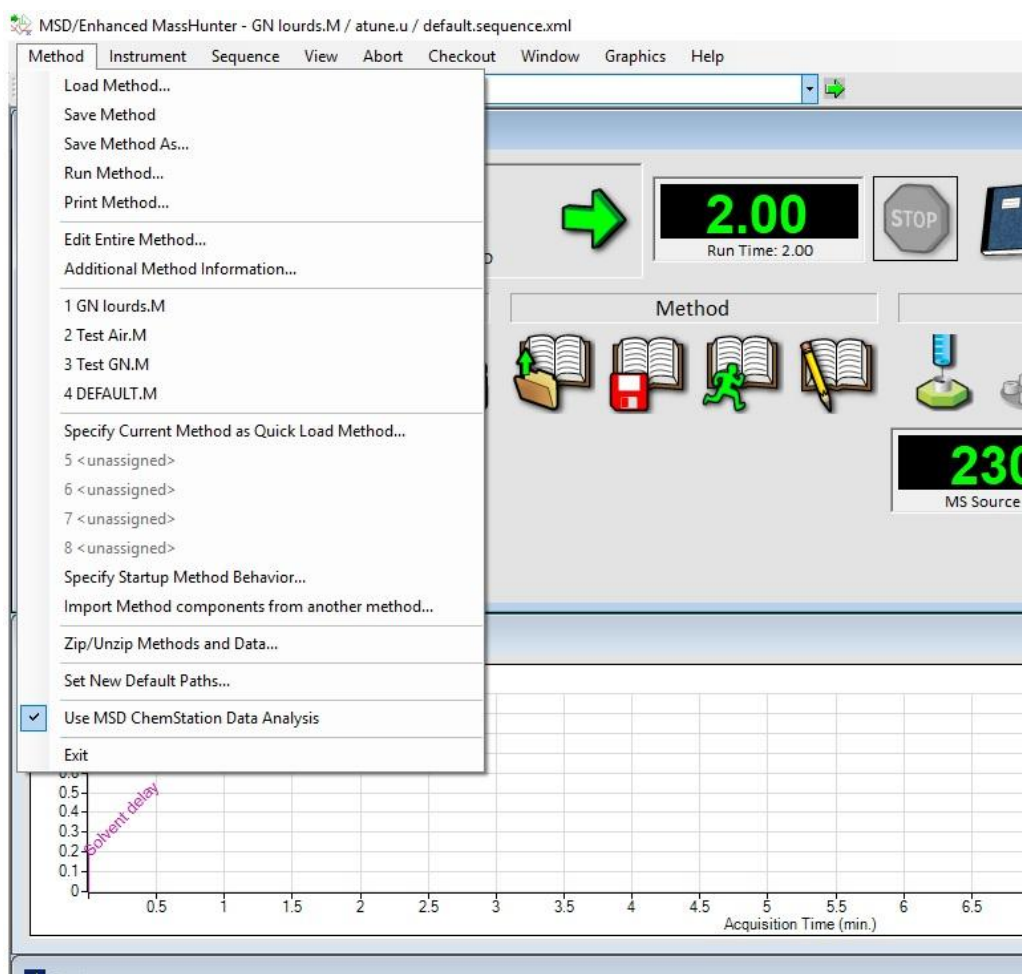 MSD/Enhanced MassHunter - GN lourds.M / atune.u / default.sequence.xml
Method Instrument Sequence View Abort Checkout Window Graphics Help
Load Method...
Save Method
Save Method As...
Run Method...
Print Method...
Edit Entire Method...
Additional Method Information...
1 GN lourds.M
2 Test Air.M
3 Test GN.M
4 DEFAULT.M
Specify Current Method as Quick Load Method...
5 <unassigned>
6 <unassigned>
7 <unassigned>
8 <unassigned>
Specify Startup Method Behavior...
Import Method components from another method...
Zip/Unzip Methods and Data...
Set New Default Paths...
Use MSD ChemStation Data Analysis
Exit
2.00
Run Time: 2.00
STOP
Method
230
MS Source
Solvent delay
0.6
0.5
0.4
0.3
0.2
0.1
0
0.5 1 1.5 2 2.5 3 3.5 4 4.5 5 5.5 6 6.5
Acquisition Time (min.)